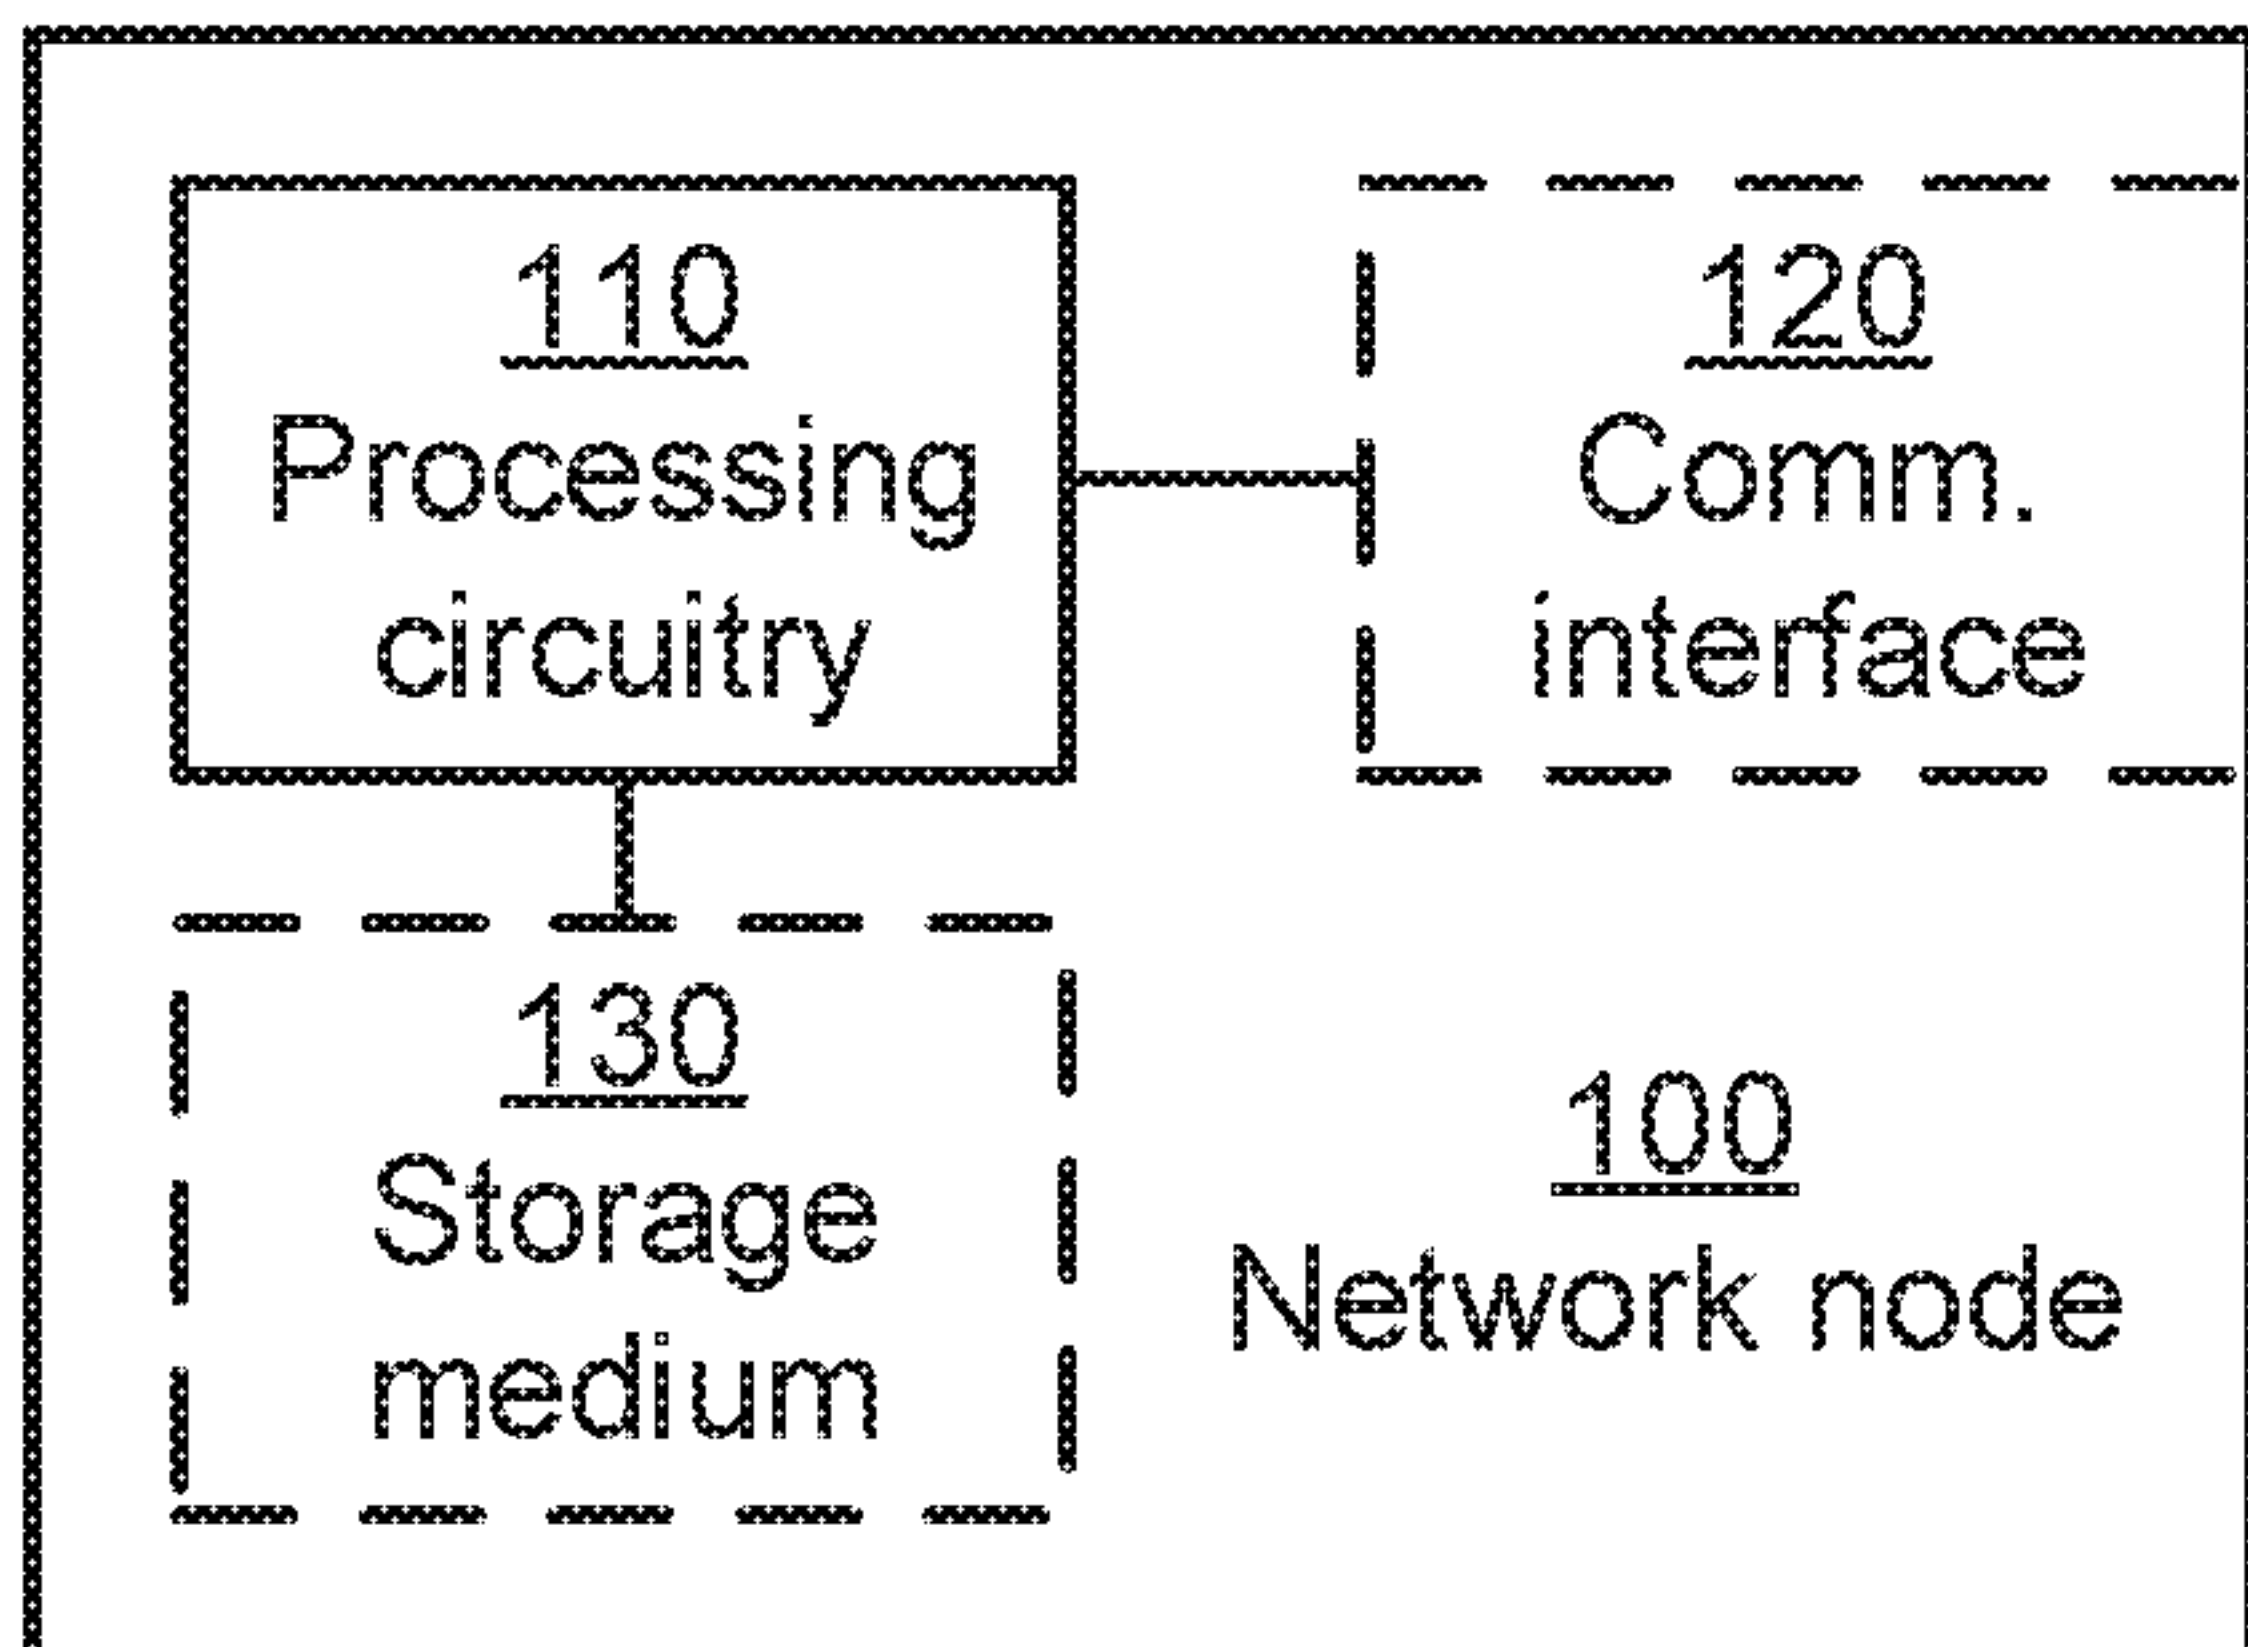 110
Processing
circuitry
120
Comm.
interface
130
Storage
medium
100
Network node